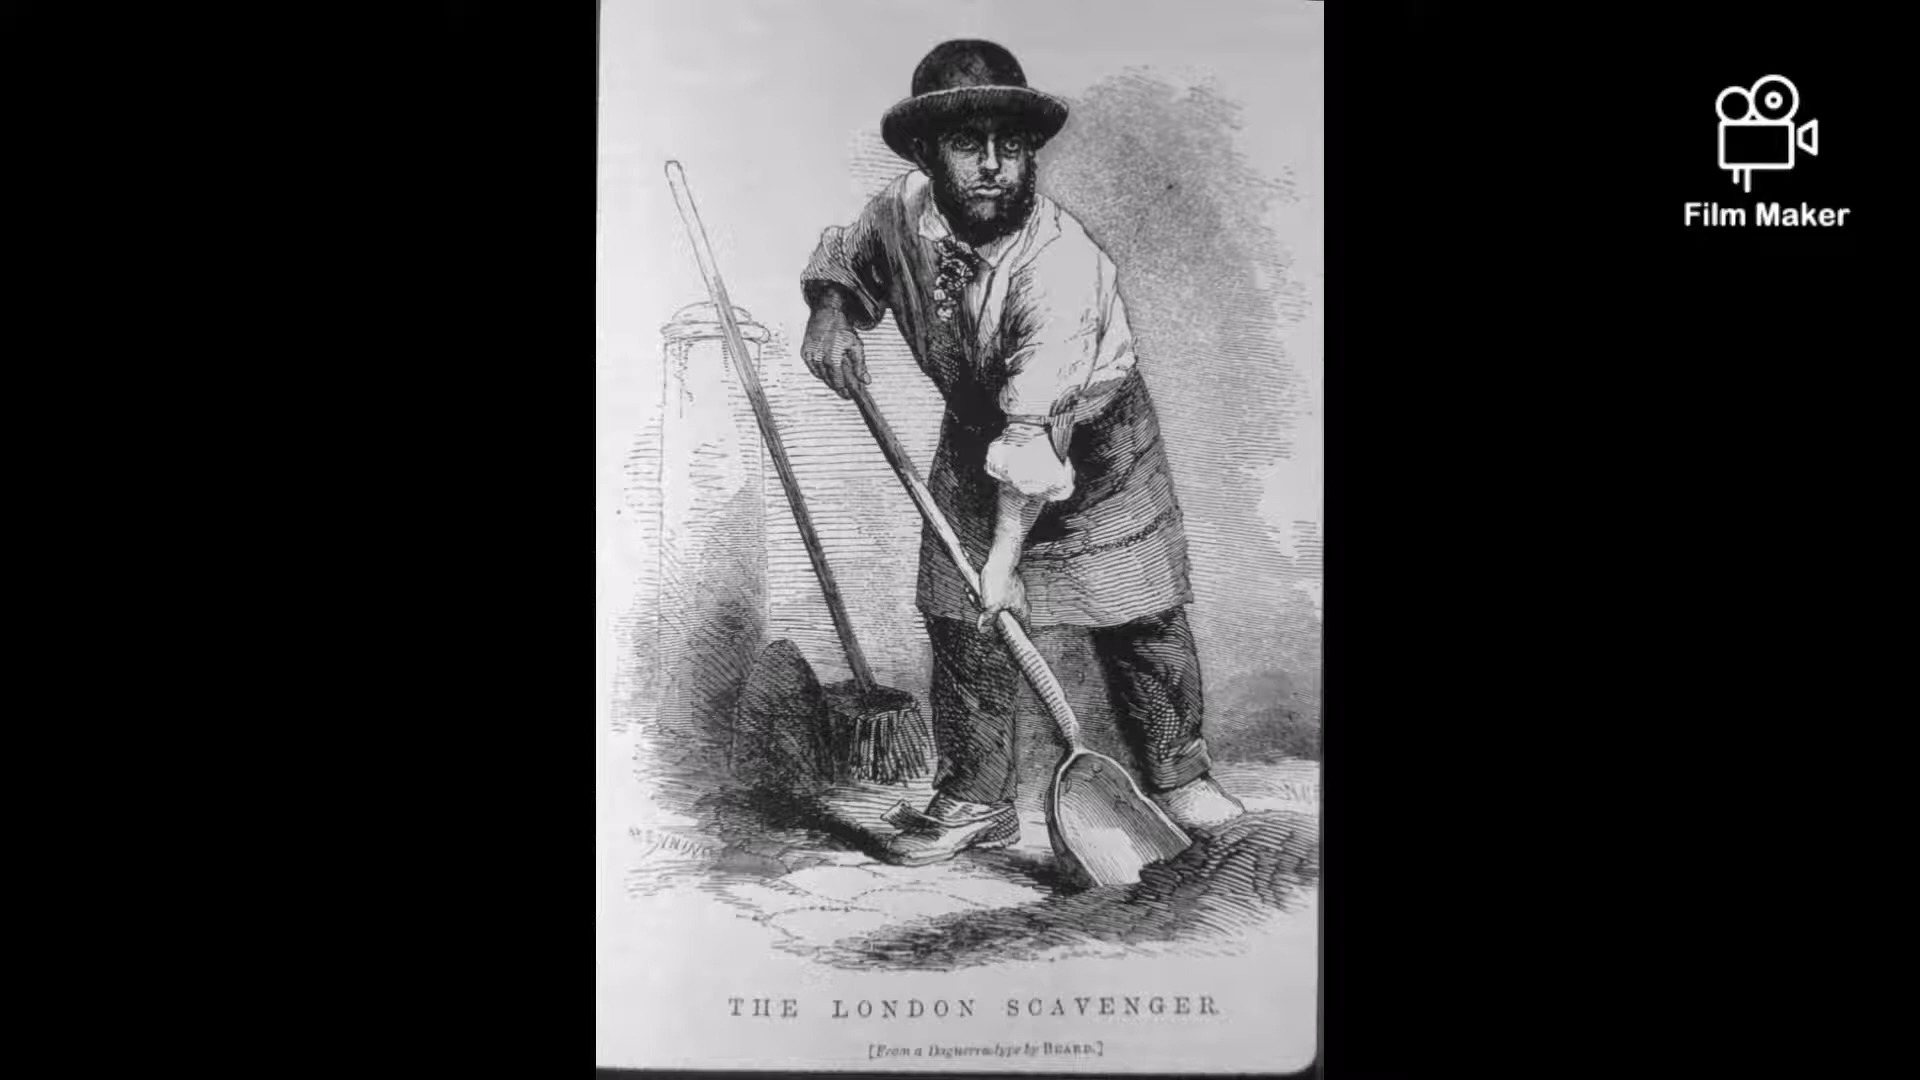 Film Maker
THE LONDON SCAVENGER.
[From a Daguerreotype by BEARD.]